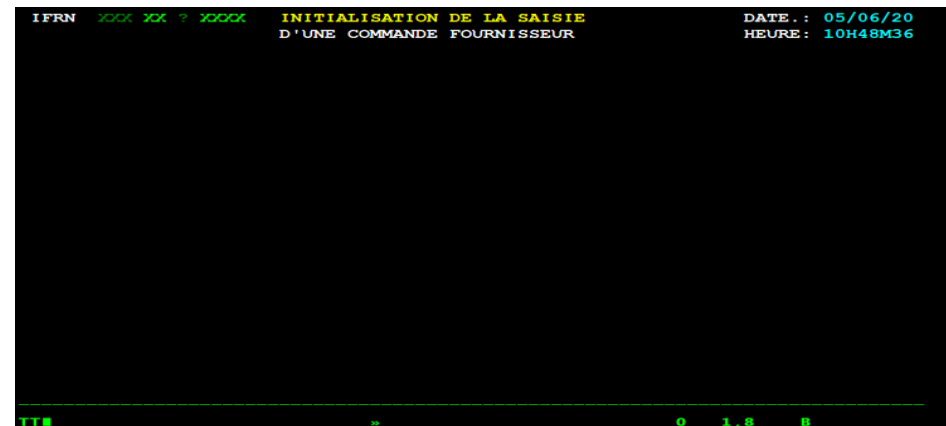 IFRN XXX XX ? XXXX INITIALISATION DE LA SAISIE DATE.: 05/06/20
D'UNE COMMANDE FOURNISSEUR HEURE: 10H48M36
TT » O 1,8 B